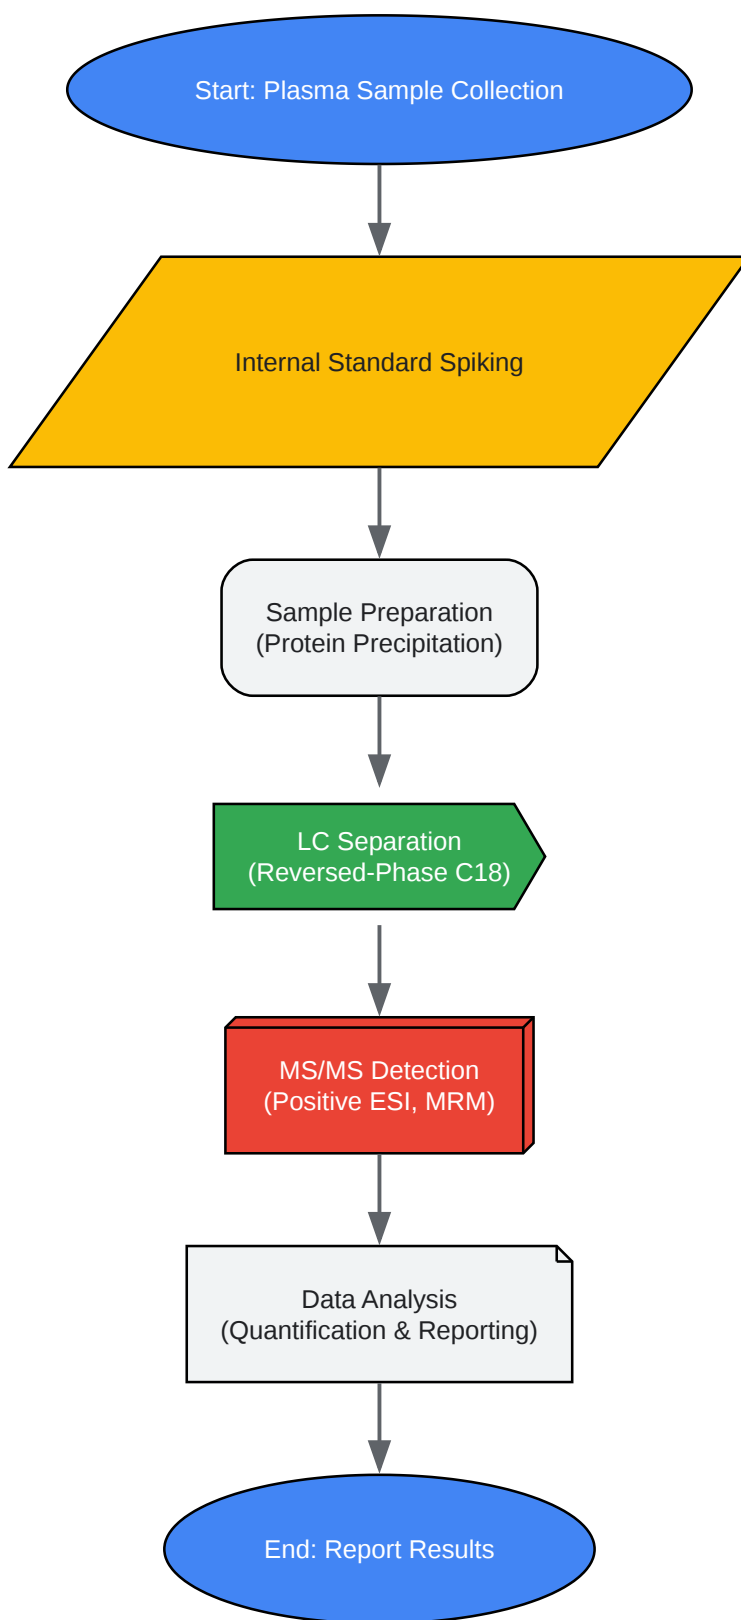 Start: Plasma Sample Collection
Internal Standard Spiking
Sample Preparation
(Protein Precipitation)
LC Separation
(Reversed-Phase C18)
MS/MS Detection
(Positive ESI, MRM)
Data Analysis
(Quantification & Reporting)
End: Report Results